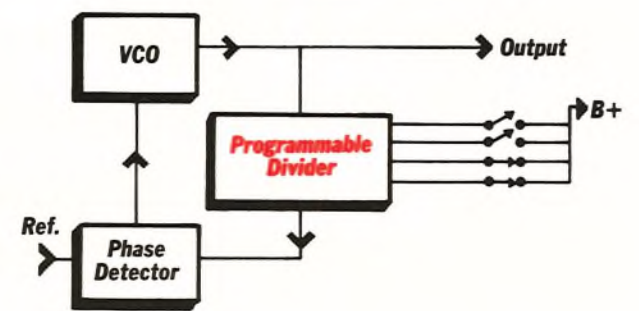 VCO
Output
B+
Programmable
Divider
Ref.
Phase
Detector